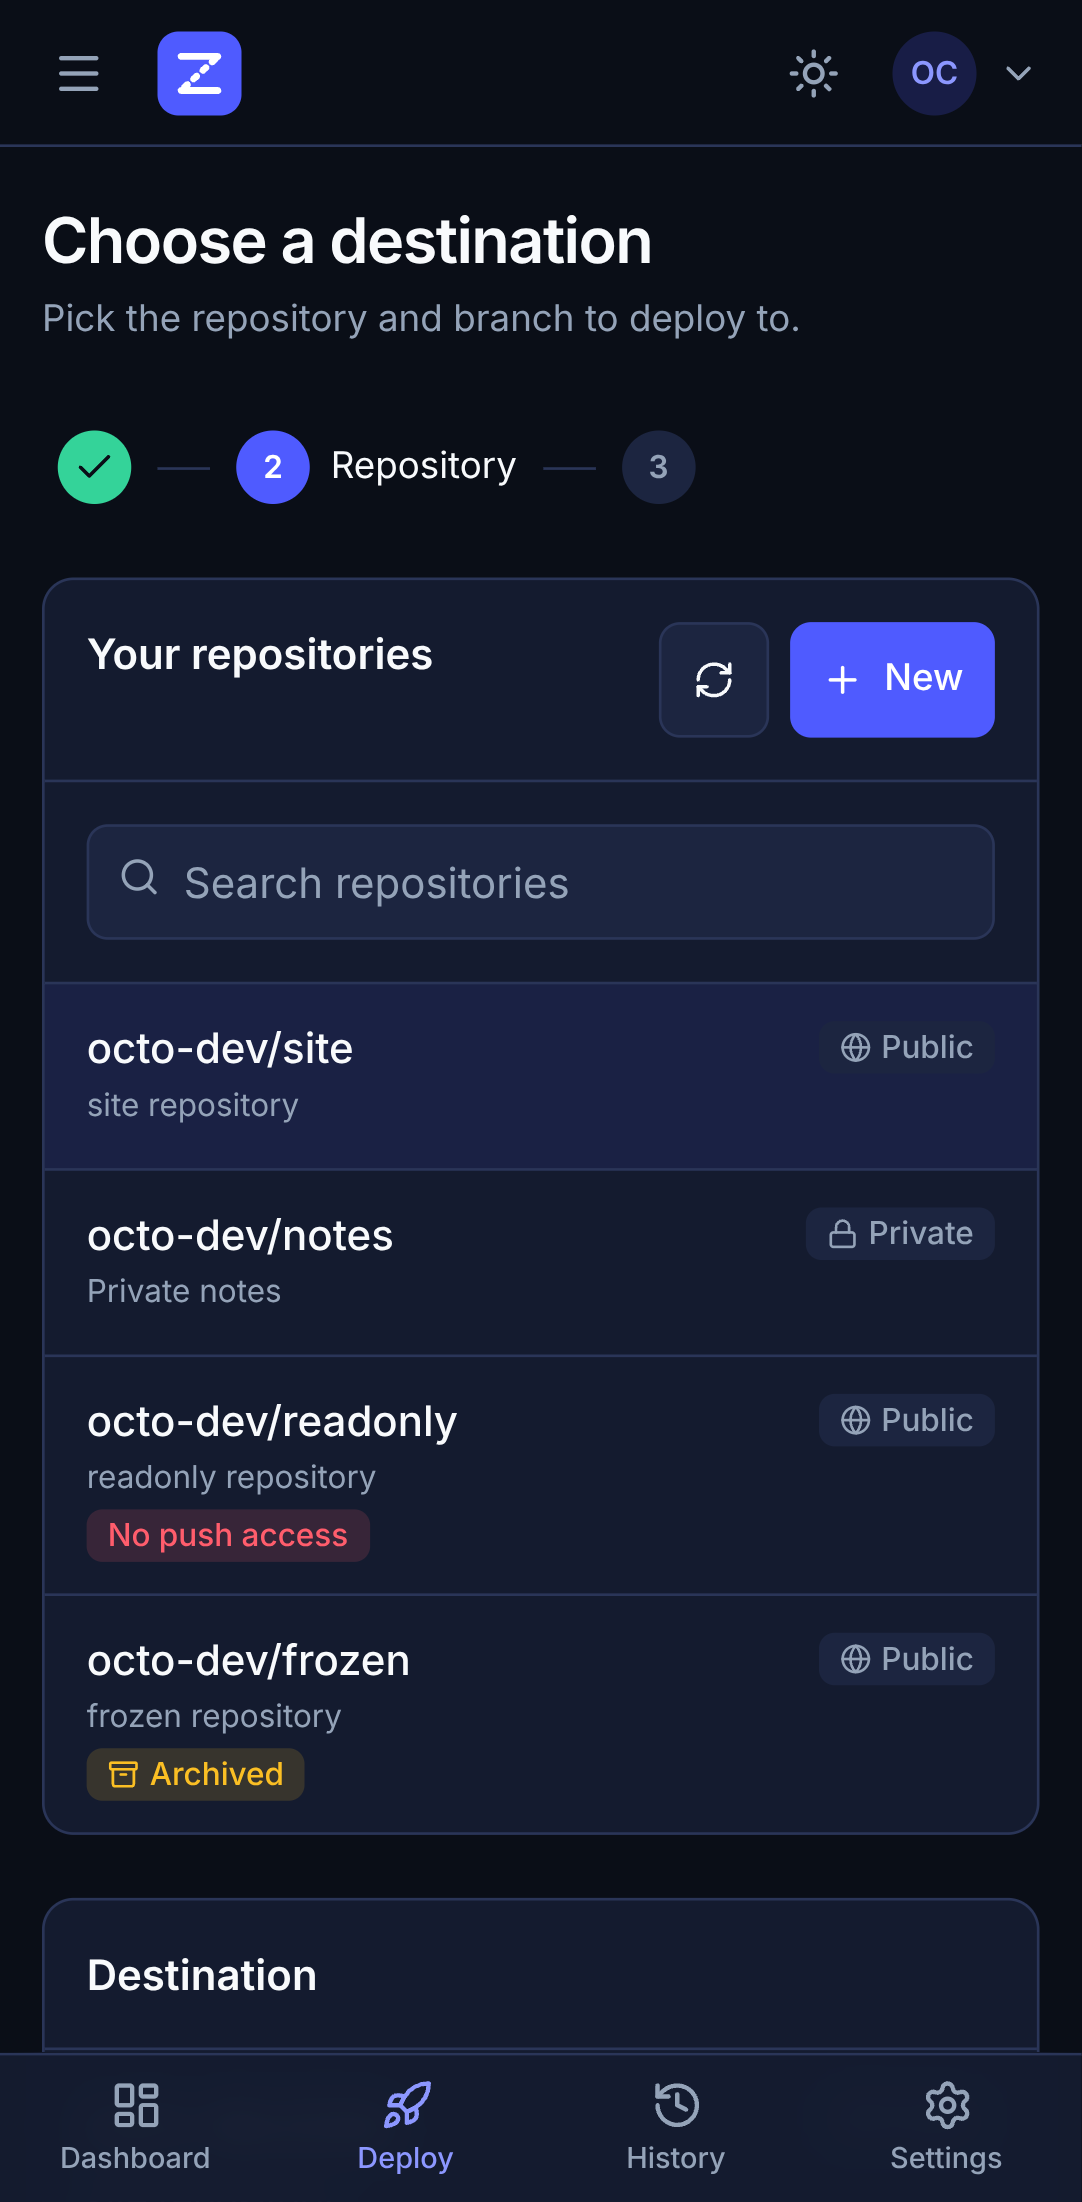 OC
Choose a destination
Pick the repository and branch to deploy to.
2 Repository 3
Your repositories
New
Search repositories
octo-dev/site
Public
site repository
octo-dev/notes
Private
Private notes
octo-dev/readonly
Public
readonly repository
No push access
octo-dev/frozen
Public
frozen repository
Archived
Destination
Dashboard Deploy History Settings